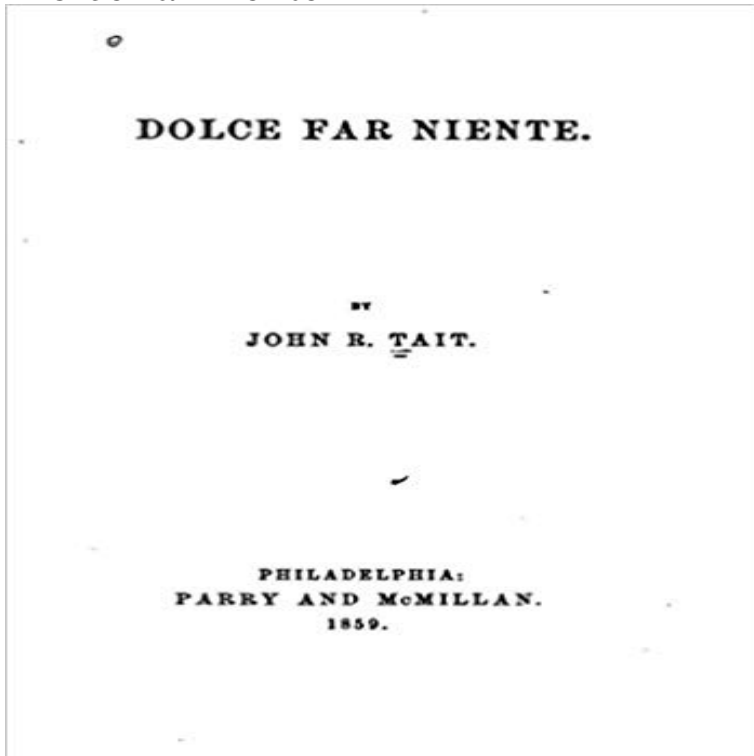 DOLCE FAR NIENTE.
BY
JOHN R. TAIT.
PHILADELPHIA:
PARRY AND McMILLAN.
1859.